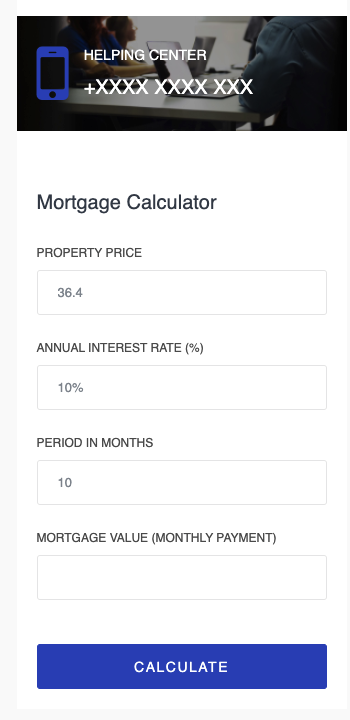 HELPING CENTER
+XXXX XXXX XXX
Mortgage Calculator
PROPERTY PRICE
36.4
ANNUAL INTEREST RATE (%)
10%
PERIOD IN MONTHS
10
MORTGAGE VALUE (MONTHLY PAYMENT)
CALCULATE